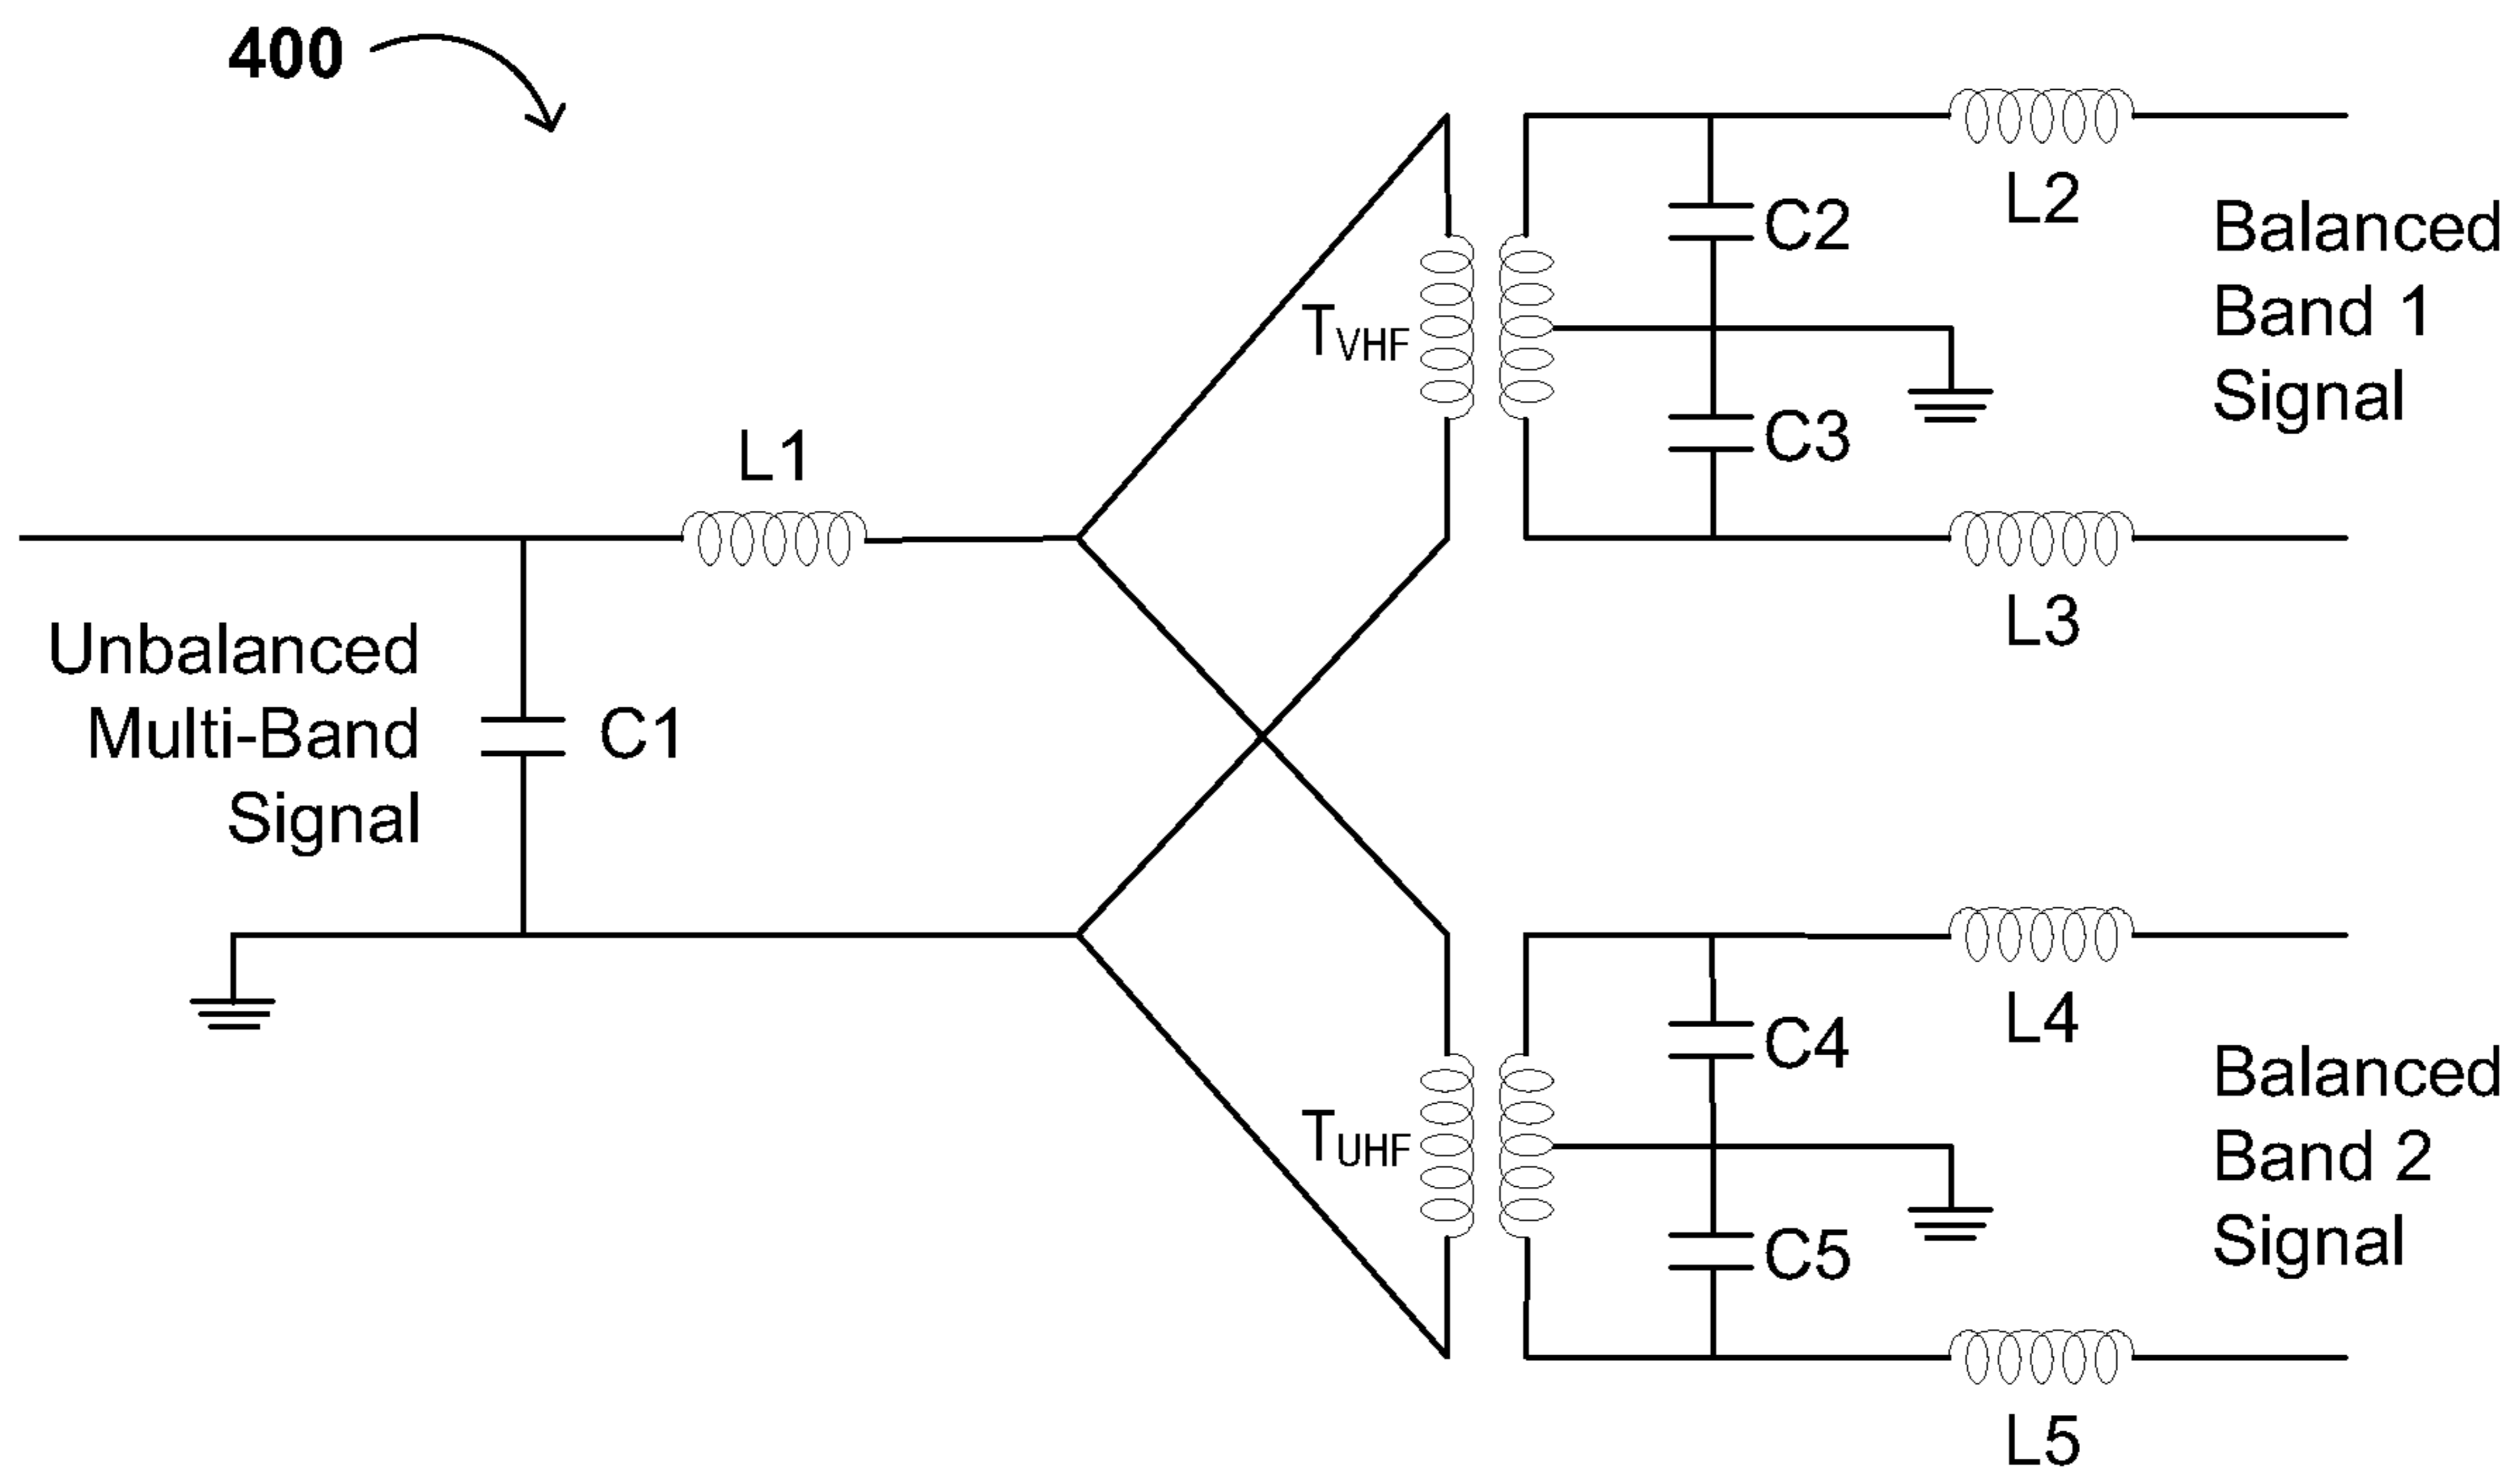 400
L1
Unbalanced
Multi-Band
Signal
C1
TVHF
C2
C3
L2
L3
Balanced
Band 1
Signal
TUHF
C4
C5
L4
L5
Balanced
Band 2
Signal